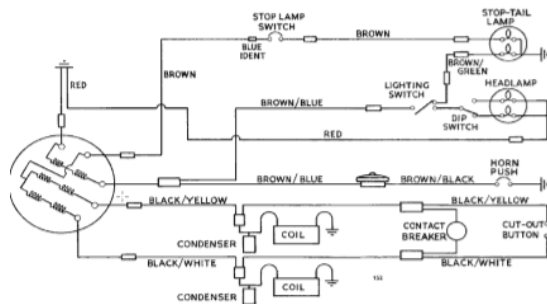 STOP LAMP
SWITCH
BROWN
STOP-TAIL
LAMP
BLUE
IDENT
BROWN/
GREEN
RED
BROWN
LIGHTING
SWITCH
HEADLAMP
BROWN/BLUE
DIP
SWITCH
RED
HORN
PUSH
BROWN/BLUE
BROWN/BLACK
BLACK/YELLOW
BLACK/YELLOW
CONTACT
BREAKER
CUT-OUT
BUTTON
COIL
CONDENSER
BLACK/WHITE
BLACK/WHITE
COIL
CONDENSER